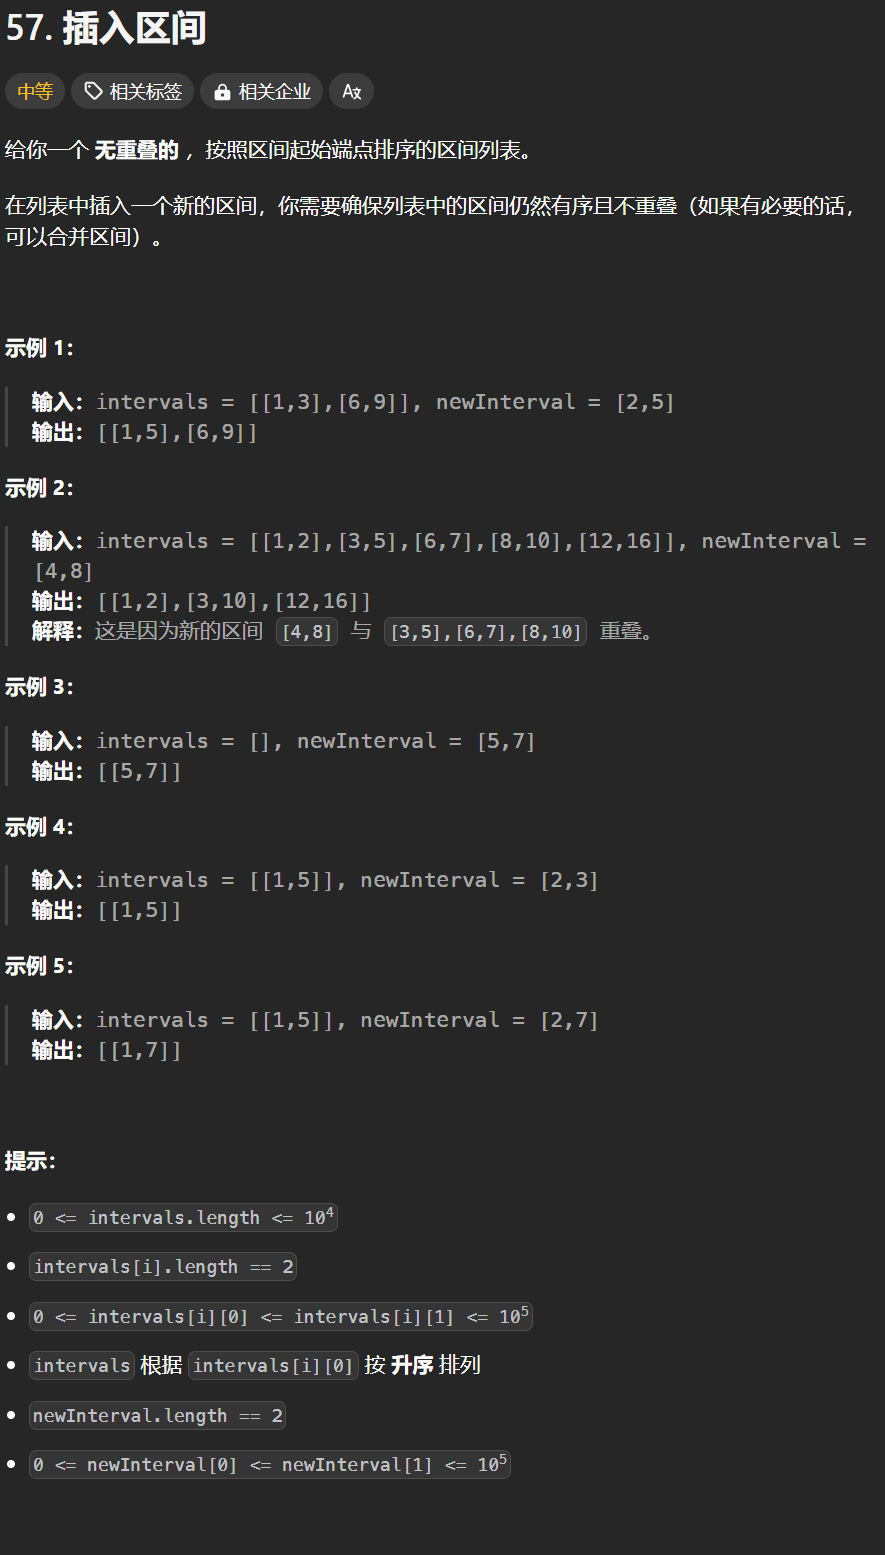 57. 插入区间
中等 相关标签 相关企业
给你一个 无重叠的 ，按照区间起始端点排序的区间列表。
在列表中插入一个新的区间，你需要确保列表中的区间仍然有序且不重叠（如果有必要的话，
可以合并区间）。
示例 1：
输入：intervals = [[1,3],[6,9]], newInterval = [2,5]
输出：[[1,5],[6,9]]
示例 2：
输入：intervals = [[1,2],[3,5],[6,7],[8,10],[12,16]], newInterval =
[4,8]
输出：[[1,2],[3,10],[12,16]]
解释：这是因为新的区间 [4,8] 与 [3,5],[6,7],[8,10] 重叠。
示例 3：
输入：intervals = [], newInterval = [5,7]
输出：[[5,7]]
示例 4：
输入：intervals = [[1,5]], newInterval = [2,3]
输出：[[1,5]]
示例 5：
输入：intervals = [[1,5]], newInterval = [2,7]
输出：[[1,7]]
提示：
• 0 <= intervals.length <= 10⁴
• intervals[i].length == 2
• 0 <= intervals[i][0] <= intervals[i][1] <= 10⁵
• intervals 根据 intervals[i][0] 按 升序 排列
• newInterval.length == 2
• 0 <= newInterval[0] <= newInterval[1] <= 10⁵